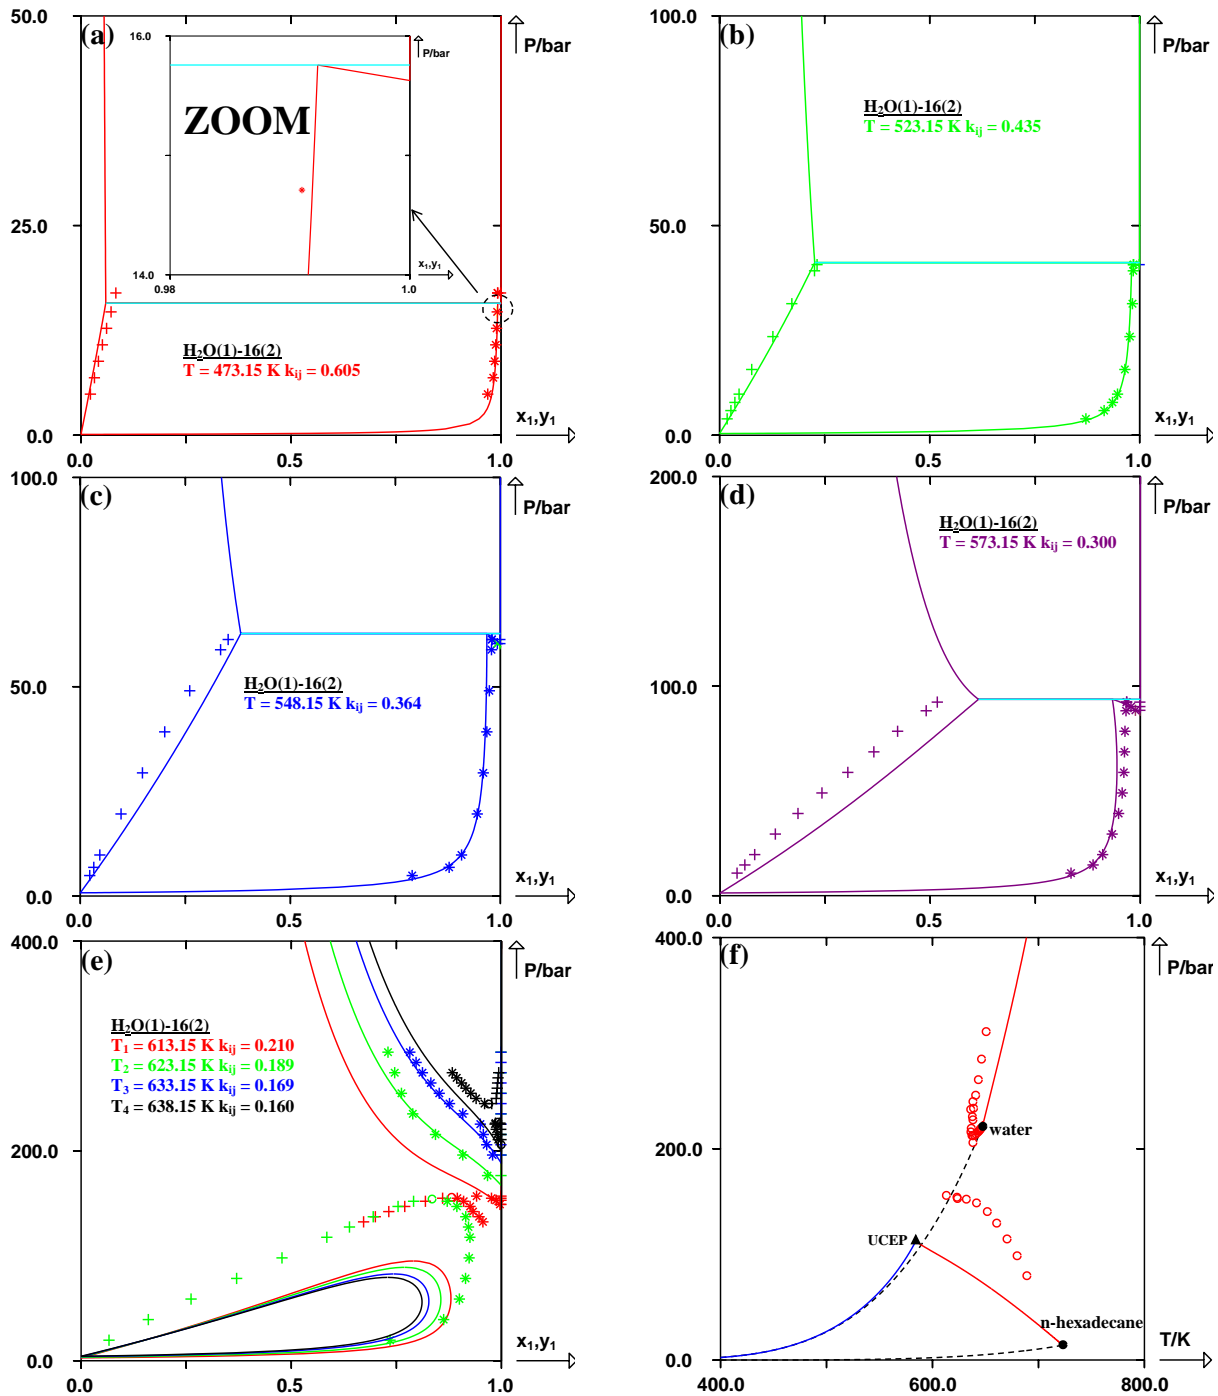 50.0
(a)
16.0
P/bar
P/bar
ZOOM
25.0
14.0
0.98
x1,y1
1.0
H2O(1)-16(2)
T = 473.15 K kij = 0.605
x1,y1
0.0
0.0
0.5
1.0
100.0
(b)
P/bar
H2O(1)-16(2)
T = 523.15 K kij = 0.435
50.0
x1,y1
0.0
0.0
0.5
1.0
100.0
(c)
P/bar
50.0
H2O(1)-16(2)
T = 548.15 K kij = 0.364
x1,y1
0.0
0.0
0.5
1.0
200.0
(d)
P/bar
H2O(1)-16(2)
T = 573.15 K kij = 0.300
100.0
x1,y1
0.0
0.0
0.5
1.0
400.0
(e)
P/bar
H2O(1)-16(2)
T1 = 613.15 K kij = 0.210
T2 = 623.15 K kij = 0.189
T3 = 633.15 K kij = 0.169
T4 = 638.15 K kij = 0.160
200.0
x1,y1
0.0
0.0
0.5
1.0
400.0
(f)
P/bar
water
200.0
UCEP
n-hexadecane
T/K
0.0
400.0
600.0
800.0